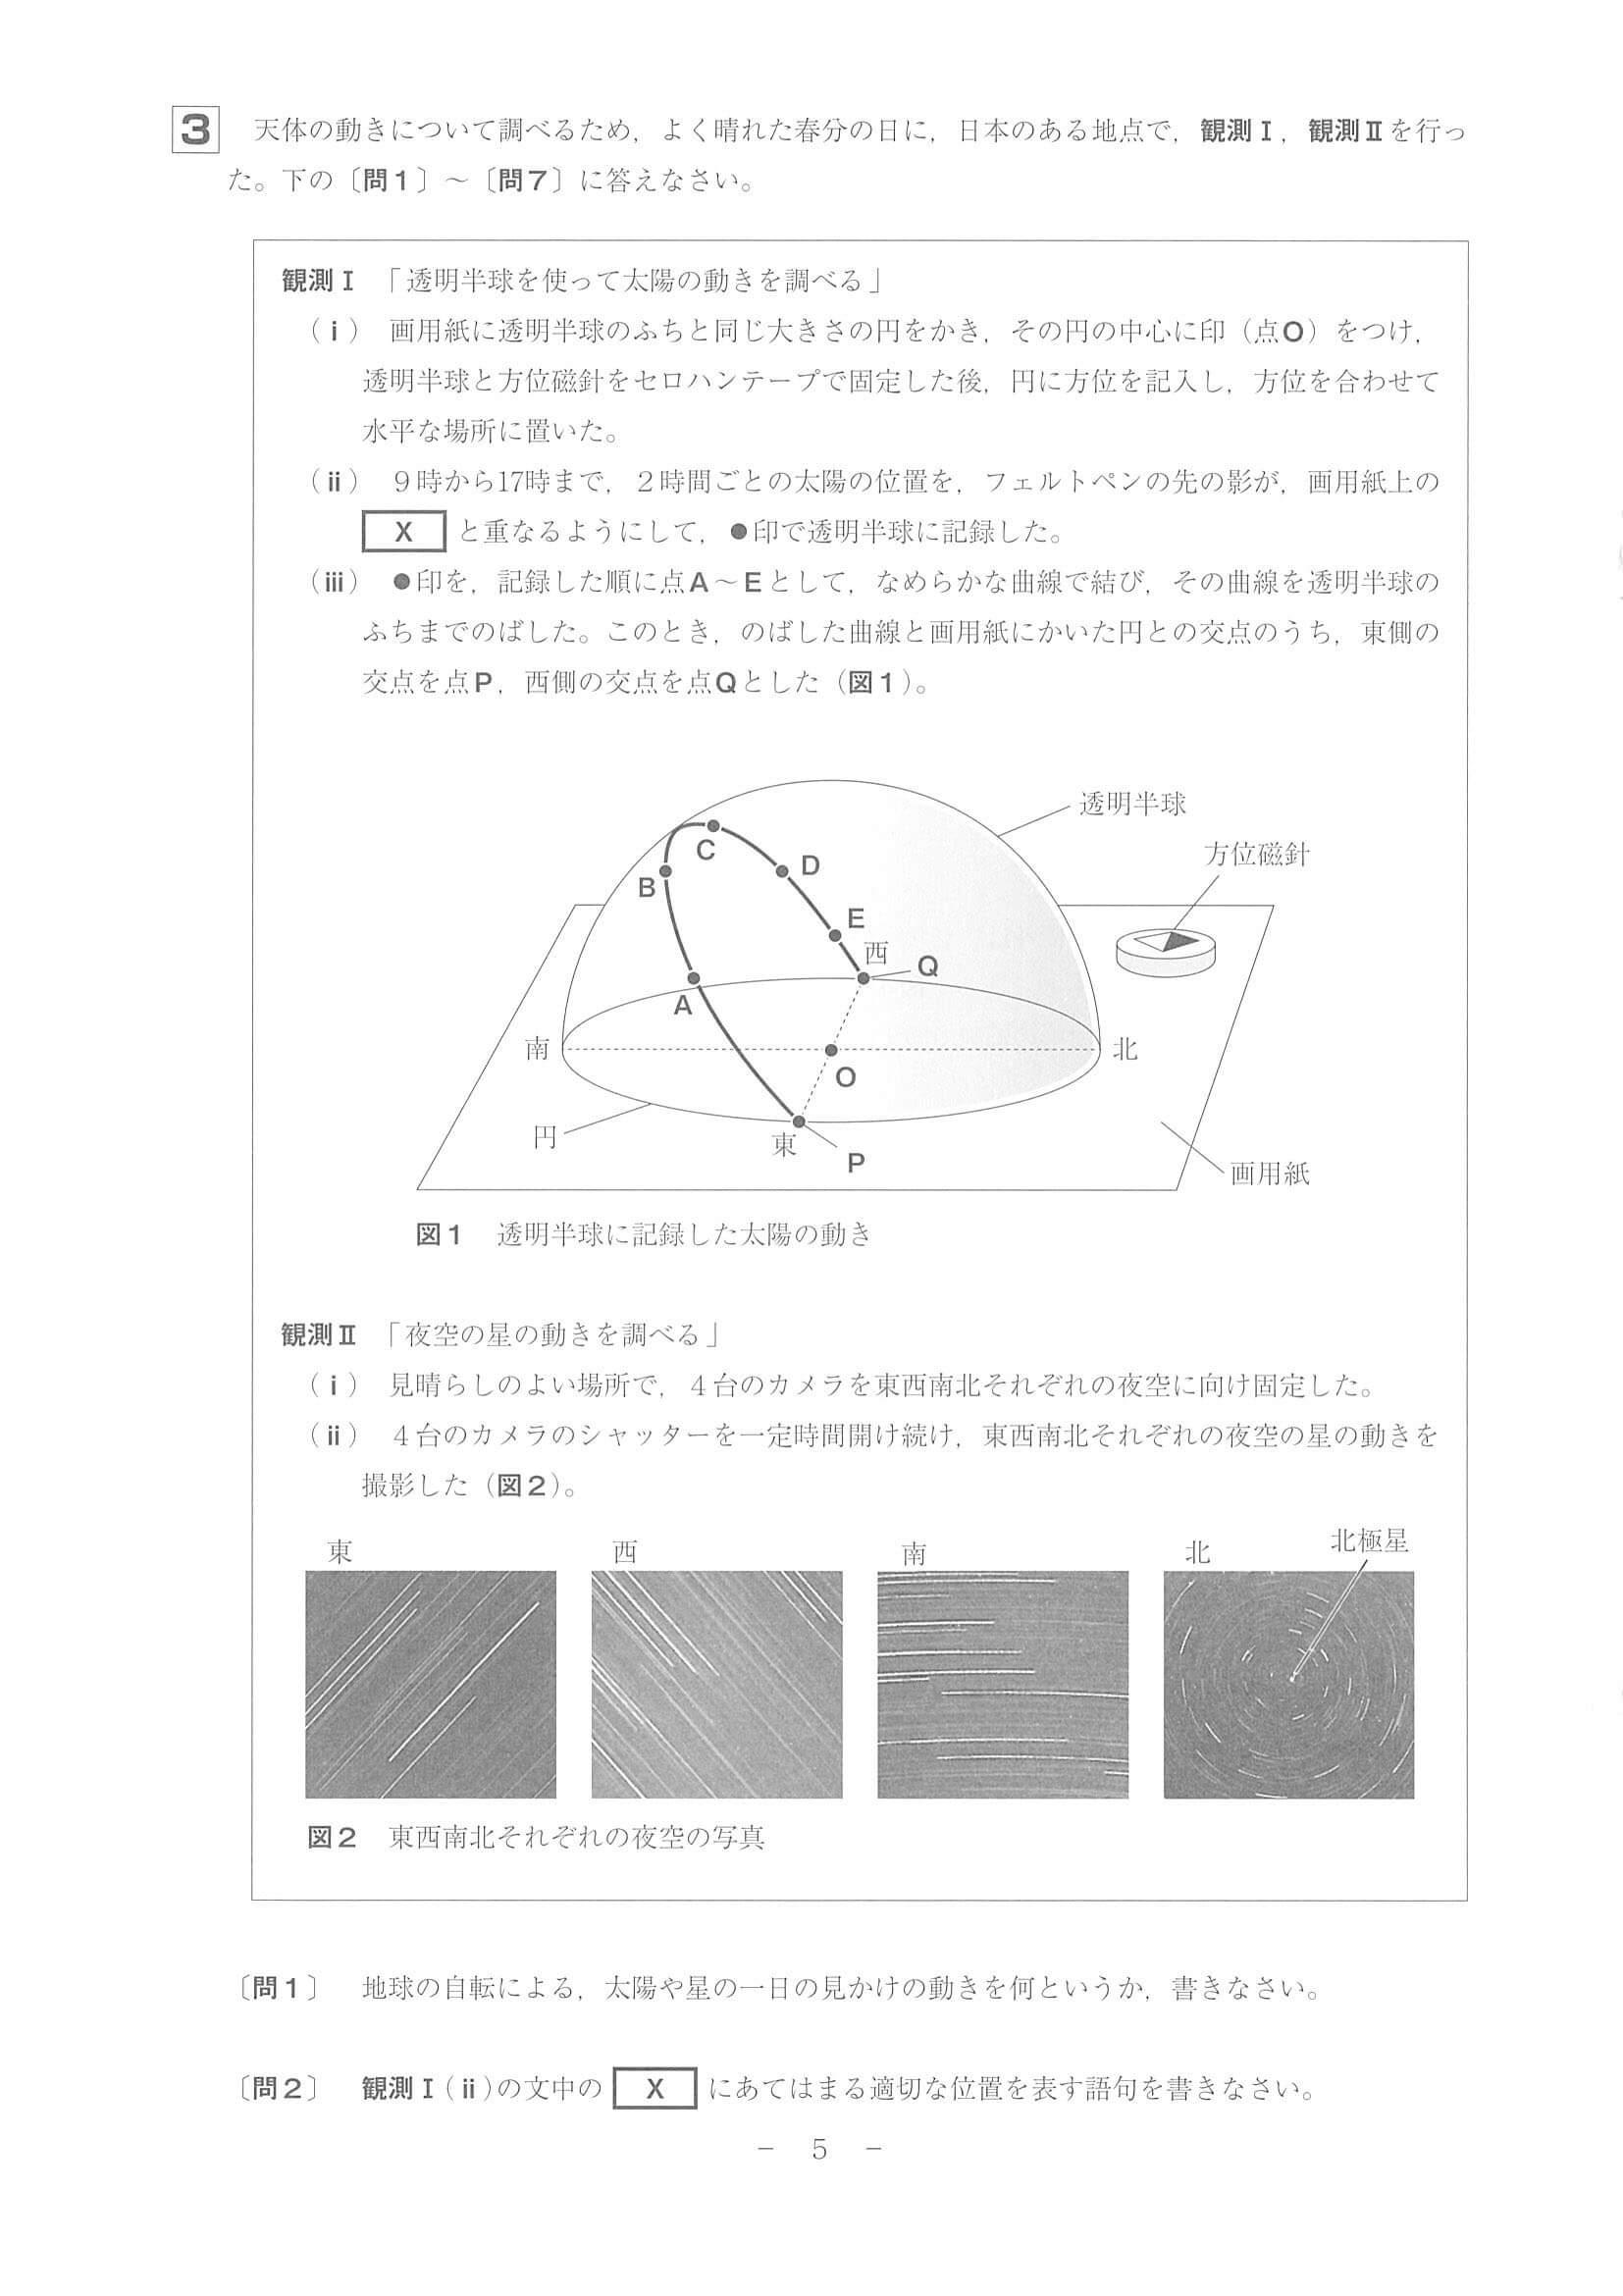 3 天体の動きについて調べるため，よく晴れた春分の日に，日本のある地点で，観測Ⅰ，観測Ⅱを行っ
た。下の〔問1〕～〔問7〕に答えなさい。
観測Ⅰ 「透明半球を使って太陽の動きを調べる」
（ⅰ） 画用紙に透明半球のふちと同じ大きさの円をかき，その円の中心に印（点O）をつけ，
透明半球と方位磁針をセロハンテープで固定した後，円に方位を記入し，方位を合わせて
水平な場所に置いた。
（ⅱ） 9時から17時まで，2時間ごとの太陽の位置を，フェルトペンの先の影が，画用紙上の
X と重なるようにして，●印で透明半球に記録した。
（ⅲ） ●印を，記録した順に点A～Eとして，なめらかな曲線で結び，その曲線を透明半球の
ふちまでのばした。このとき，のばした曲線と画用紙にかいた円との交点のうち，東側の
交点を点P，西側の交点を点Qとした（図1）。
透明半球
方位磁針
C
D
B
E
西
Q
A
南
北
O
円
東
P
画用紙
図1 透明半球に記録した太陽の動き
観測Ⅱ 「夜空の星の動きを調べる」
（ⅰ） 見晴らしのよい場所で，4台のカメラを東西南北それぞれの夜空に向け固定した。
（ⅱ） 4台のカメラのシャッターを一定時間開け続け，東西南北それぞれの夜空の星の動きを
撮影した（図2）。
東 西 南 北 北極星
図2 東西南北それぞれの夜空の写真
〔問1〕 地球の自転による，太陽や星の一日の見かけの動きを何というか，書きなさい。
〔問2〕 観測Ⅰ（ⅱ）の文中の X にあてはまる適切な位置を表す語句を書きなさい。
－ 5 －